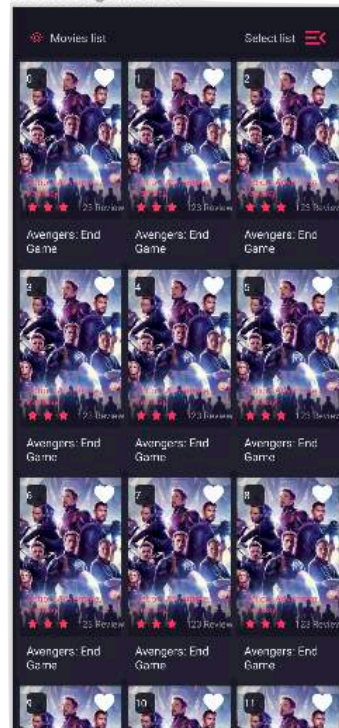 Movies list
Select list
0
1
2
23 Review
123 Review
123 Review
Avengers: End
Game
Avengers: End
Game
Avengers: End
Game
3
4
5
123 Review
123 Review
123 Review
Avengers: End
Game
Avengers: End
Game
Avengers: End
Game
6
7
8
123 Review
123 Review
123 Review
Avengers: End
Game
Avengers: End
Game
Avengers: End
Game
9
10
11